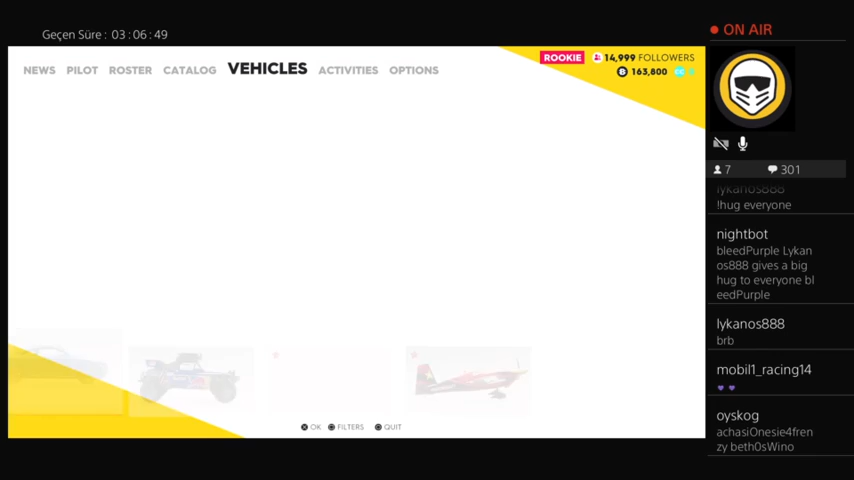 Geçen Süre : 03:06:49
ON AIR
NEWS PILOT ROSTER CATALOG VEHICLES ACTIVITIES OPTIONS
ROOKIE 14,999 FOLLOWERS
163,800
7 301
lykanos888
!hug everyone
nightbot
bleedPurple Lykan
os888 gives a big
hug to everyone bl
eedPurple
lykanos888
brb
mobil1_racing14
oyskog
achasiOnesie4fren
zy beth0sWino
OK FILTERS QUIT